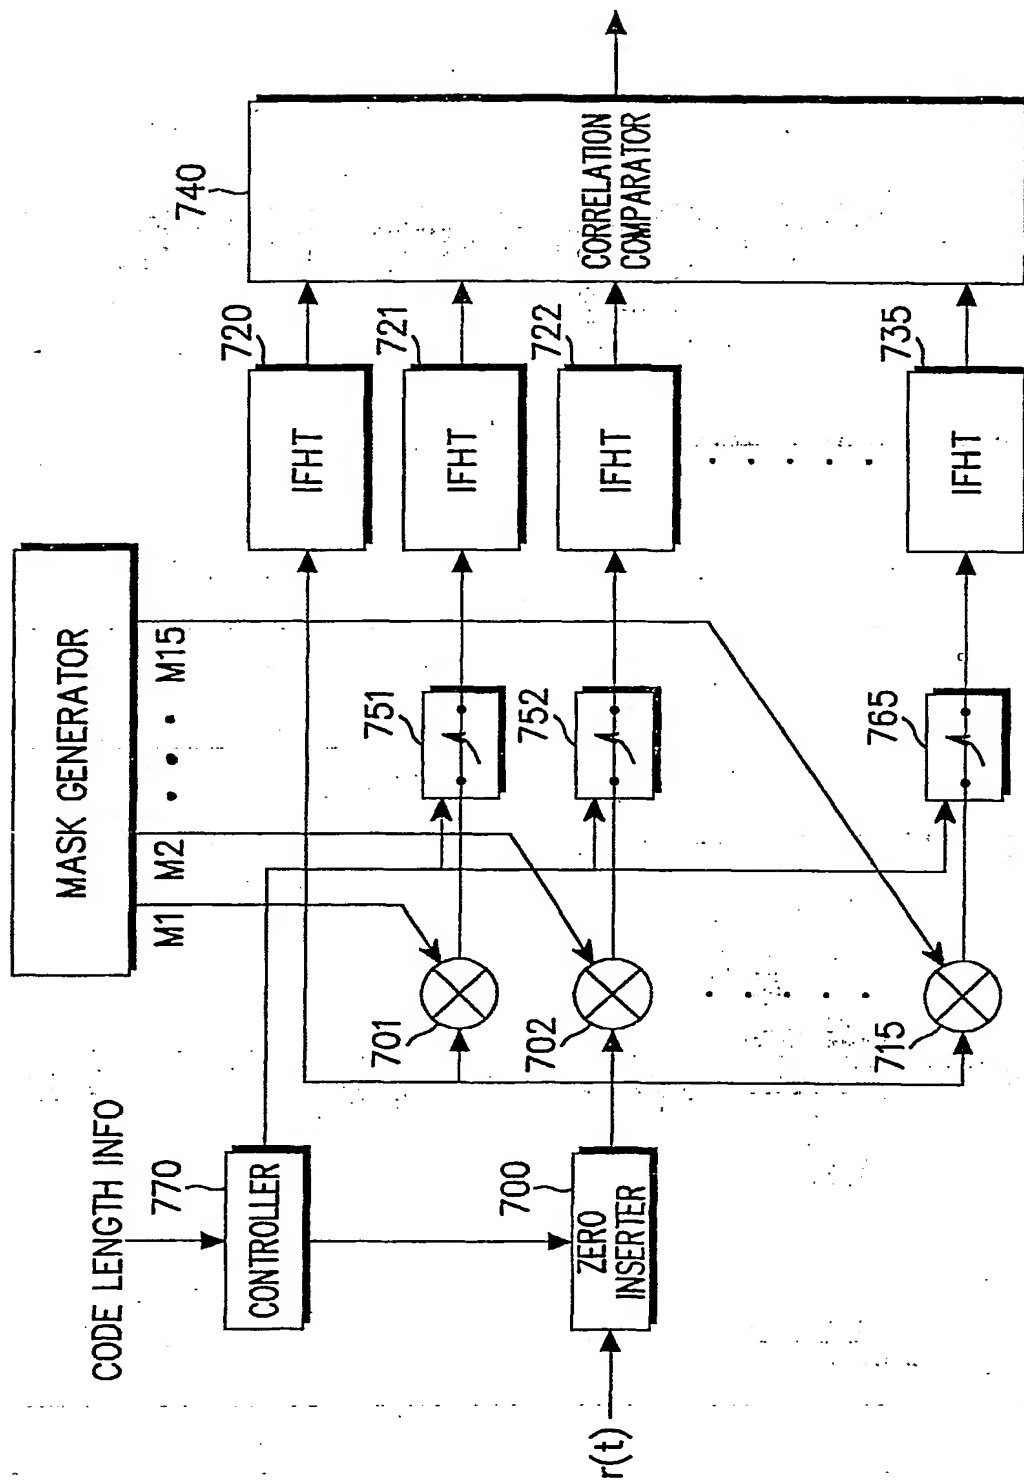 CODE LENGTH INFO
770
CONTROLLER
r(t)
700
ZERO
INSERTER
MASK GENERATOR
M1
M2
M15
701
702
715
751
752
765
720
IFHT
721
IFHT
722
IFHT
735
IFHT
740
CORRELATION
COMPARATOR